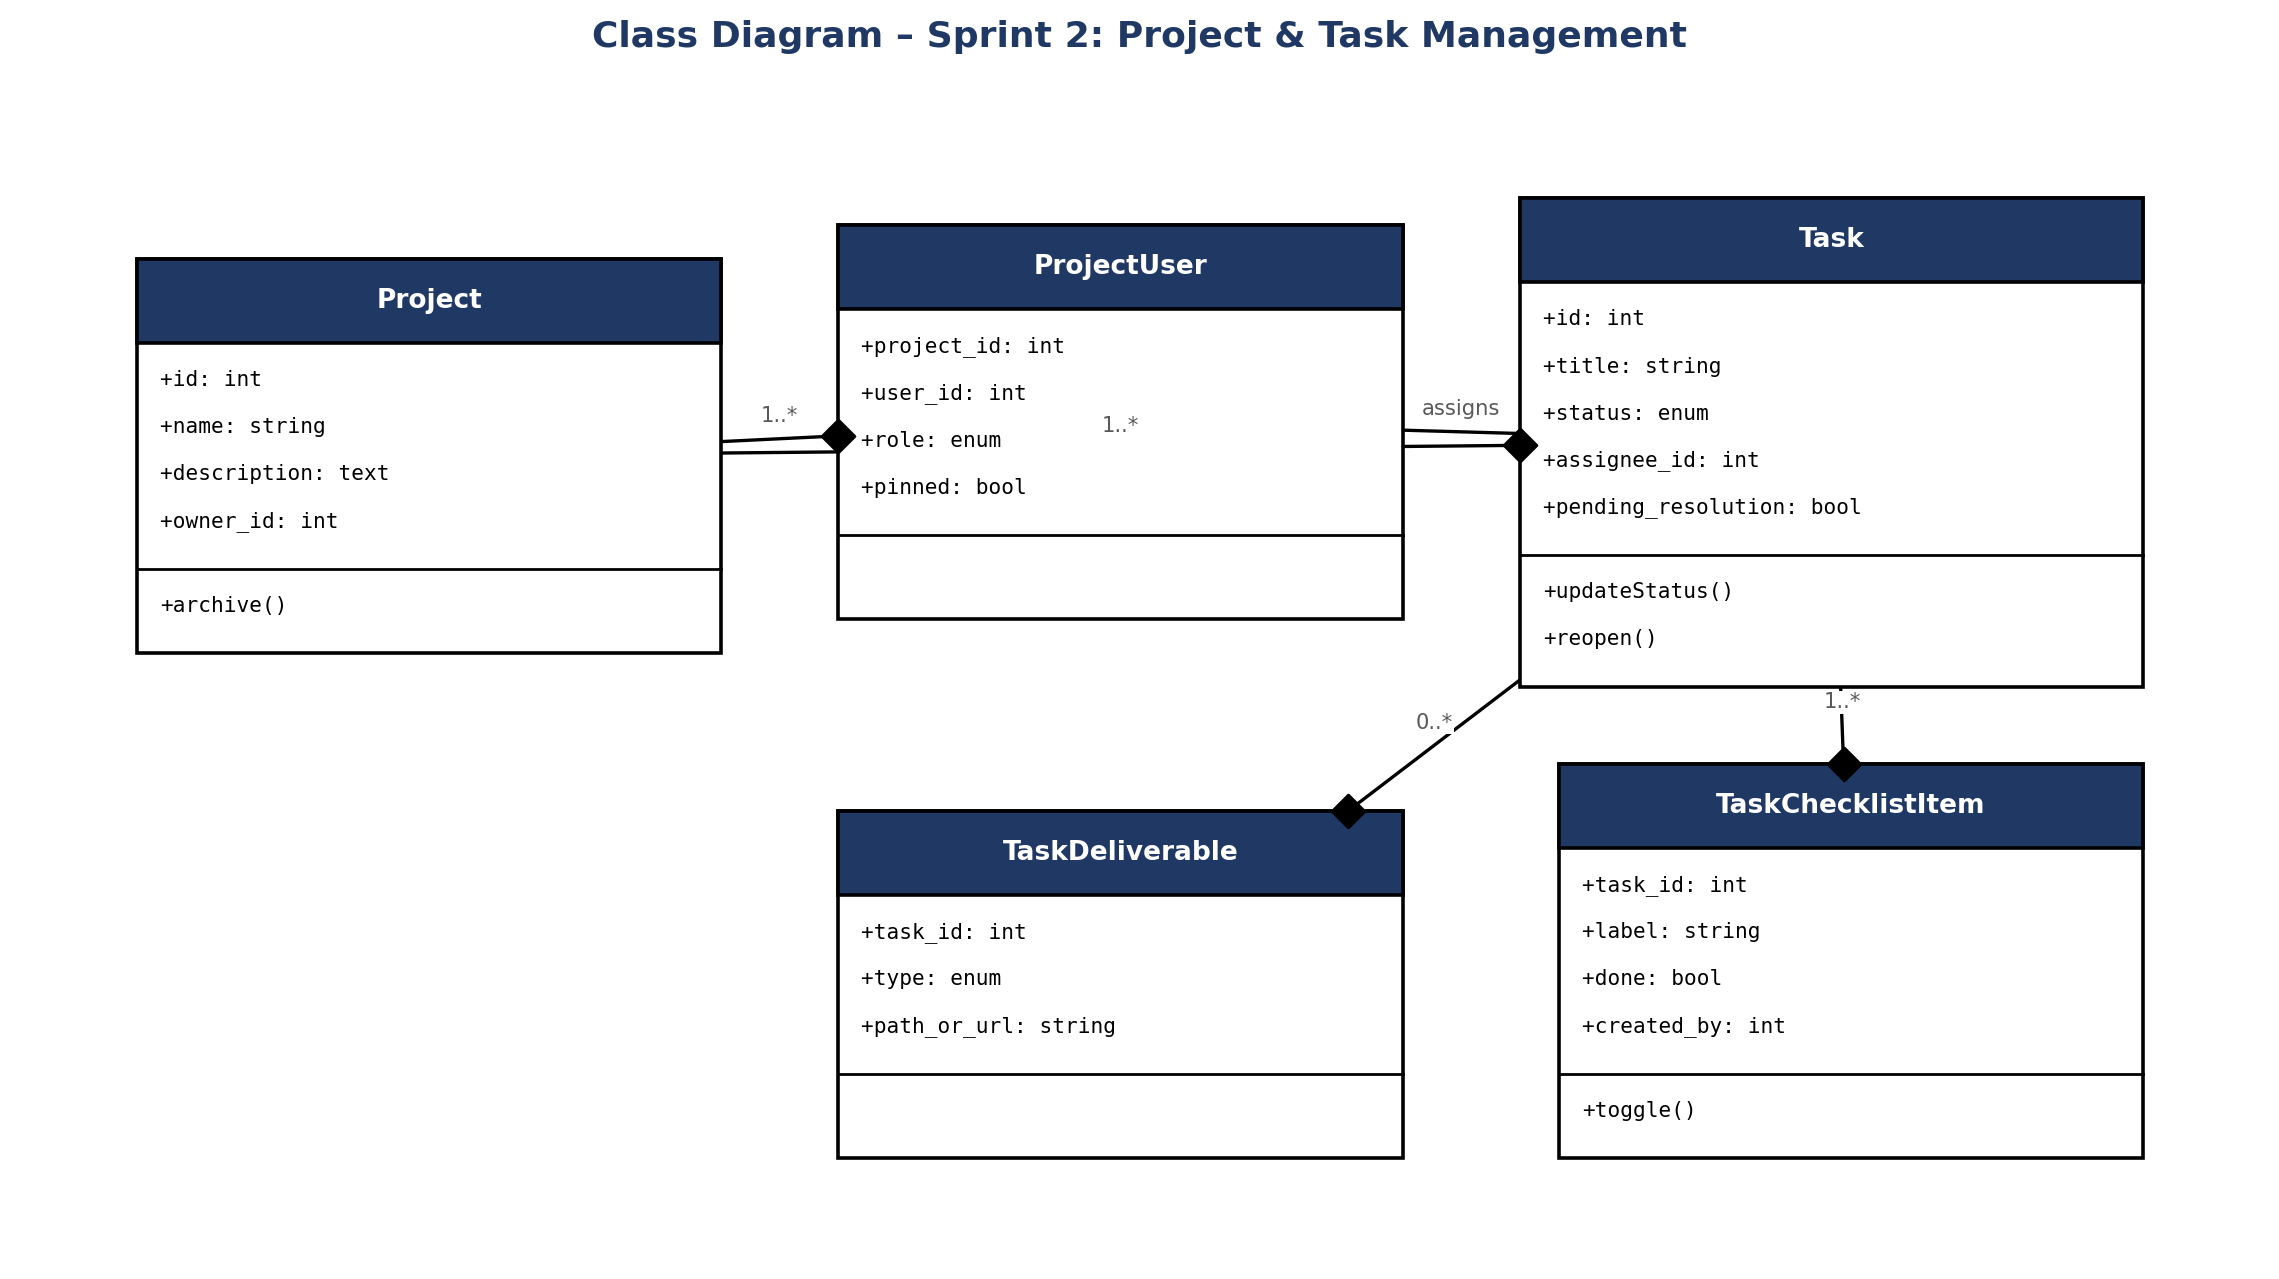 Class Diagram – Sprint 2: Project & Task Management
Project
+id: int
+name: string
+description: text
+owner_id: int
+archive()
1..*
ProjectUser
+project_id: int
+user_id: int
+role: enum
+pinned: bool
1..*
assigns
Task
+id: int
+title: string
+status: enum
+assignee_id: int
+pending_resolution: bool
+updateStatus()
+reopen()
0..*
1..*
TaskDeliverable
+task_id: int
+type: enum
+path_or_url: string
TaskChecklistItem
+task_id: int
+label: string
+done: bool
+created_by: int
+toggle()